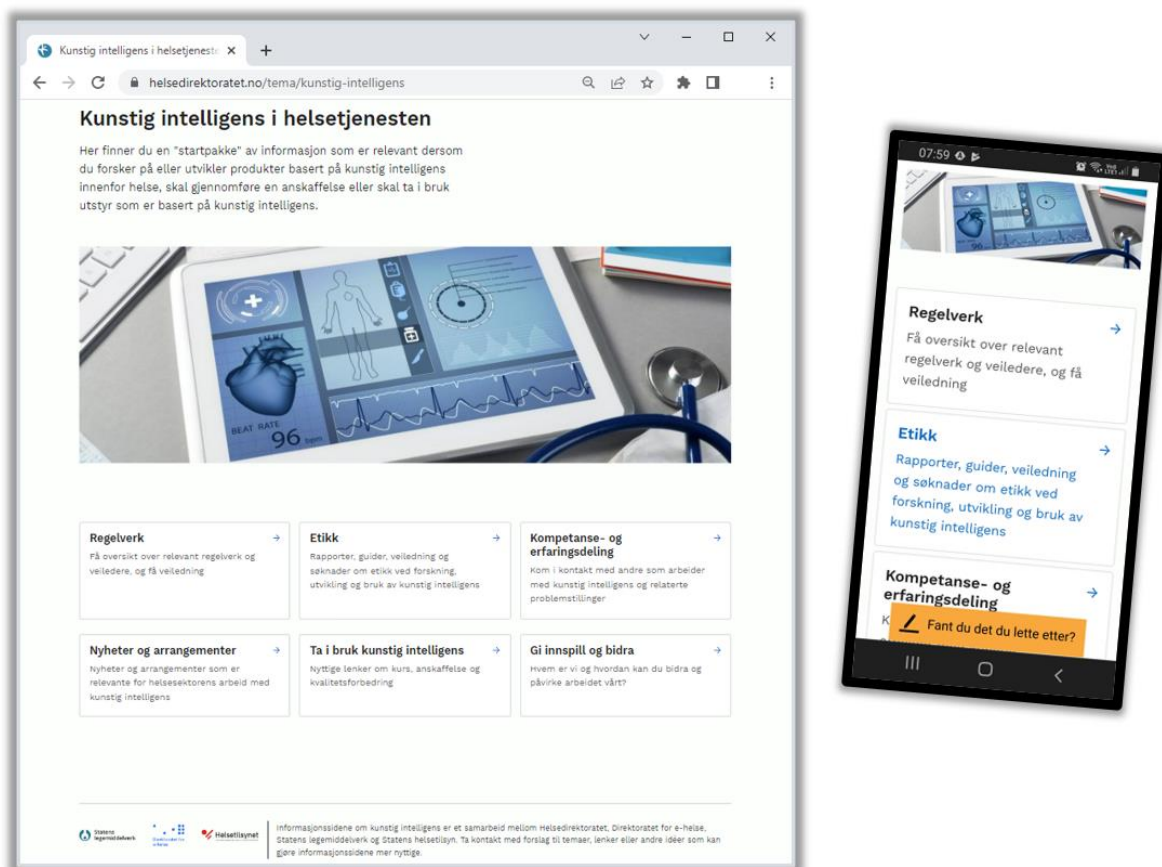 Kunstig intelligens i helsetjeneste
helsedirektoratet.no/tema/kunstig-intelligens
Kunstig intelligens i helsetjenesten
Her finner du en "startpakke" av informasjon som er relevant dersom
du forsker på eller utvikler produkter basert på kunstig intelligens
innenfor helse, skal gjennomføre en anskaffelse eller skal ta i bruk
utstyr som er basert på kunstig intelligens.
BEAT RATE
96 bpm
Regelverk
Få oversikt over relevant regelverk og
veiledere, og få veiledning
Etikk
Rapporter, guider, veiledning og
søknader om etikk ved forskning,
utvikling og bruk av kunstig intelligens
Kompetanse- og
erfaringsdeling
Kom i kontakt med andre som arbeider
med kunstig intelligens og relaterte
problemstillinger
Nyheter og arrangementer
Nyheter og arrangementer som er
relevante for helsesektorens arbeid med
kunstig intelligens
Ta i bruk kunstig intelligens
Nyttige lenker om kurs, anskaffelse og
kvalitetsforbedring
Gi innspill og bidra
Hvem er vi og hvordan kan du bidra og
påvirke arbeidet vårt?
Statens
legemiddelverk
Direktoratet for
e-helse
Helsetilsynet
Informasjonssidene om kunstig intelligens er et samarbeid mellom Helsedirektoratet, Direktoratet for e-helse,
Statens legemiddelverk og Statens helsetilsyn. Ta kontakt med forslag til temaer, lenker eller andre idéer som kan
gjøre informasjonssidene mer nyttige.
07:59
BEAT RATE
96
Regelverk
Få oversikt over relevant
regelverk og veiledere, og få
veiledning
Etikk
Rapporter, guider, veiledning
og søknader om etikk ved
forskning, utvikling og bruk av
kunstig intelligens
Kompetanse- og
erfaringsdeling
K
Fant du det du lette etter?